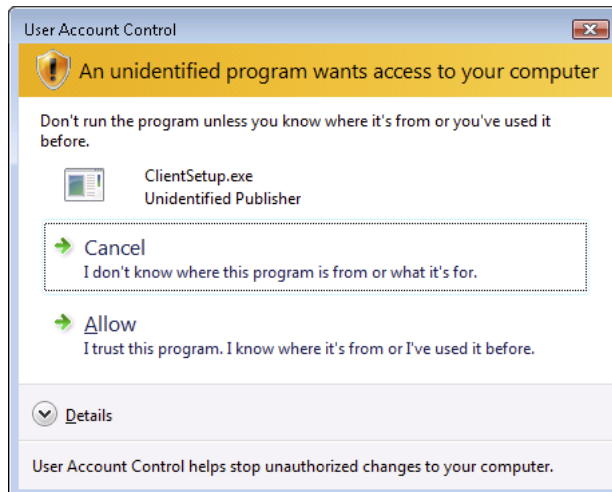 User Account Control
An unidentified program wants access to your computer
Don't run the program unless you know where it's from or you've used it
before.
ClientSetup.exe
Unidentified Publisher
Cancel
I don't know where this program is from or what it's for.
Allow
I trust this program. I know where it's from or I've used it before.
Details
User Account Control helps stop unauthorized changes to your computer.